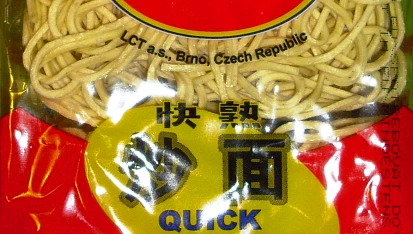 LCT a.s., Brno, Czech Republic
快熟
炒面
QUICK